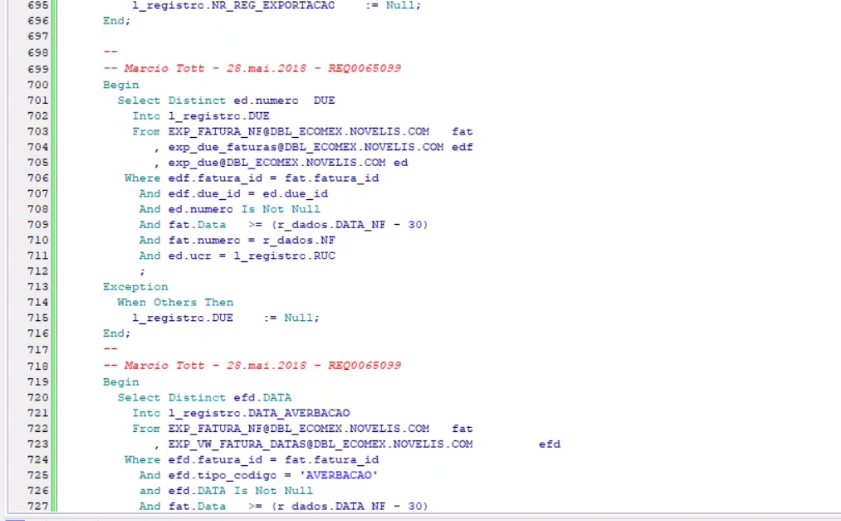 695 l_registro.NR_REG_EXPORTACAO := Null;
696 End;
697
698 --
699 -- Marcio Tott - 28.mai.2018 - REQ0065099
700 Begin
701 Select Distinct ed.numero DUE
702 Into l_registro.DUE
703 From EXP_FATURA_NF@DBL_ECOMEX.NOVELIS.COM fat
704 , exp_due_faturas@DBL_ECOMEX.NOVELIS.COM edf
705 , exp_due@DBL_ECOMEX.NOVELIS.COM ed
706 Where edf.fatura_id = fat.fatura_id
707 And edf.due_id = ed.due_id
708 And ed.numero Is Not Null
709 And fat.Data >= (r_dados.DATA_NF - 30)
710 And fat.numero = r_dados.NF
711 And ed.ucr = l_registro.RUC
712 ;
713 Exception
714 When Others Then
715 l_registro.DUE := Null;
716 End;
717 --
718 -- Marcio Tott - 28.mai.2018 - REQ0065099
719 Begin
720 Select Distinct efd.DATA
721 Into l_registro.DATA_AVERBACAO
722 From EXP_FATURA_NF@DBL_ECOMEX.NOVELIS.COM fat
723 , EXP_VW_FATURA_DATAS@DBL_ECOMEX.NOVELIS.COM efd
724 Where efd.fatura_id = fat.fatura_id
725 And efd.tipo_codigo = 'AVERBACAO'
726 and efd.DATA Is Not Null
727 And fat.Data >= (r_dados.DATA_NF - 30)